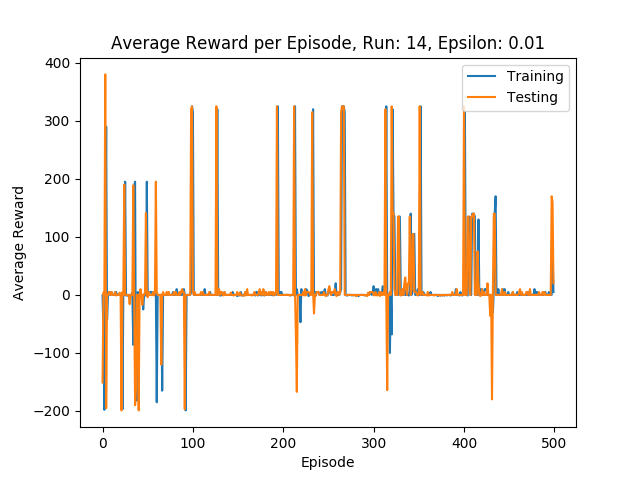 Average Reward per Episode, Run: 14, Epsilon: 0.01
Training
Testing
Average Reward
400
300
200
100
0
−100
−200
0 100 200 300 400 500
Episode